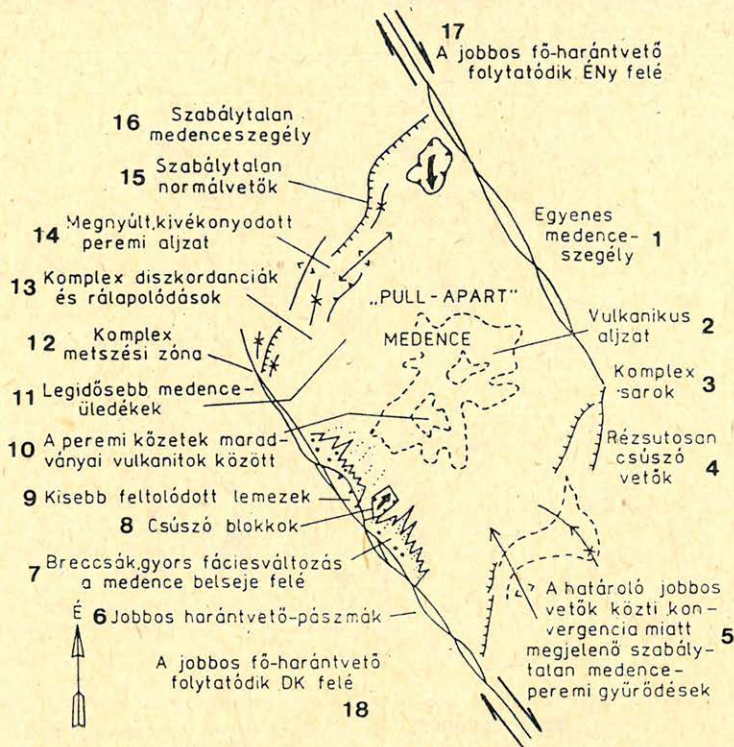 17
A jobbos fő-harántvető
folytatódik ÉNy felé
16 Szabálytalan
medenceszegély
15 Szabálytalan
normálvetők
14 Megnyúlt,kivékonyodott
peremi aljzat
13 Komplex diszkordanciák
és rálapolódások
12 Komplex
metszési zóna
11 Legidősebb medence-
üledékek
10 A peremi kőzetek marad-
ványai vulkanitok között
9 Kisebb feltolódott lemezek
8 Csúszó blokkok
7 Breccsák,gyors fáciesváltozás
a medence belseje felé
6 Jobbos harántvető-pászmák
É
A jobbos fő-harántvető
folytatódik DK felé
18
„PULL-APART"
MEDENCE
Egyenes
medence-
szegély 1
Vulkanikus
aljzat 2
Komplex
sarok 3
Rézsutosan
csúszó
vetők 4
A határoló jobbos
vetők közti kon-
vergencia miatt
megjelenő szabály-
talan medence-
peremi gyűrődések 5